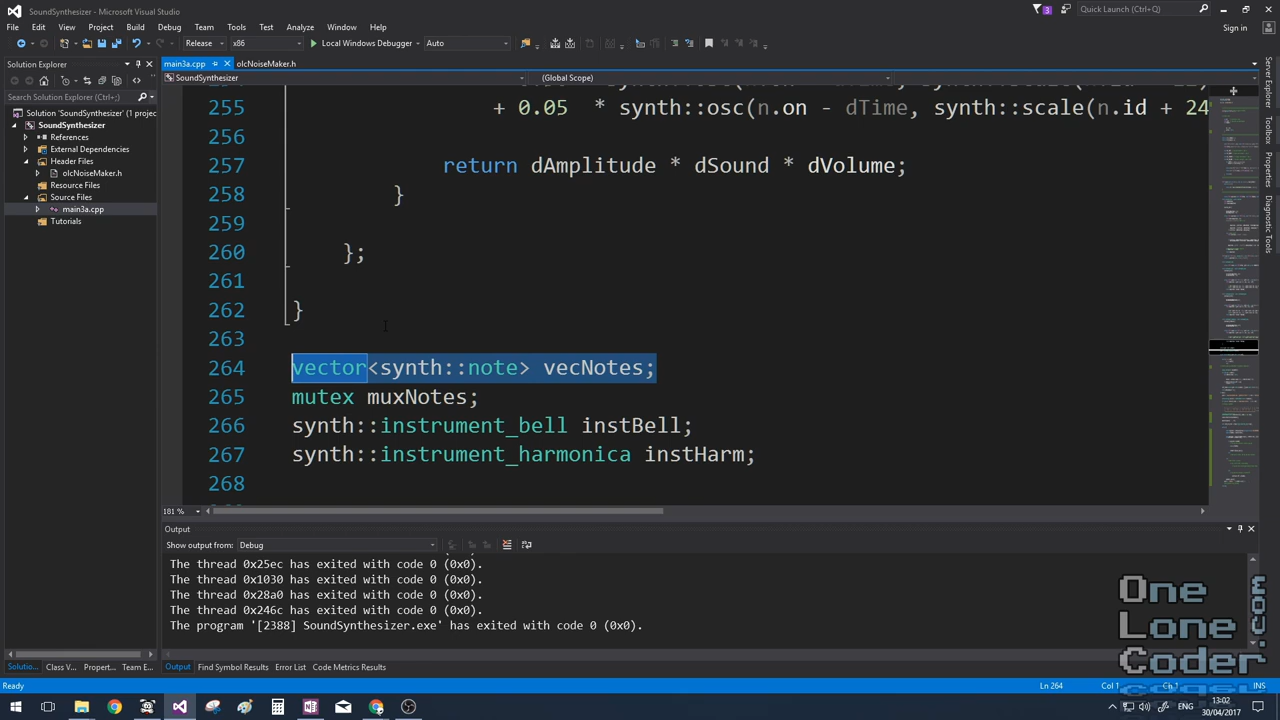 SoundSynthesizer - Microsoft Visual Studio
3
Quick Launch (Ctrl+Q)
File Edit View Project Build Debug Team Tools Test Analyze Window Help
Sign in
Release x86 Local Windows Debugger Auto
Solution Explorer
main3a.cpp olcNoiseMaker.h
SoundSynthesizer (Global Scope)
Search Solution Explorer (Ctrl+;)
Solution 'SoundSynthesizer' (1 projec
SoundSynthesizer
References
External Dependencies
Header Files
olcNoiseMaker.h
Resource Files
Source Files
main3a.cpp
Tutorials
255 + 0.05 * synth::osc(n.on - dTime, synth::scale(n.id + 24
256
257 return dAmplitude * dSound * dVolume;
258 }
259
260 };
261
262 }
263
264 vector<synth::note> vecNotes;
265 mutex muxNotes;
266 synth::instrument_bell instBell;
267 synth::instrument_harmonica instHarm;
268
181 %
Server Explorer
Toolbox
Notifications
Diagnostic Tools
Output
Show output from: Debug
The thread 0x25ec has exited with code 0 (0x0).
The thread 0x1030 has exited with code 0 (0x0).
The thread 0x28a0 has exited with code 0 (0x0).
The thread 0x246c has exited with code 0 (0x0).
The program '[2388] SoundSynthesizer.exe' has exited with code 0 (0x0).
Solutio... Class V... Propert... Team E...
Output Find Symbol Results Error List Code Metrics Results
One
Lone
Coder
.com
Ready Ln 264 Col 1 Ch 1 INS
ENG 13:02
30/04/2017